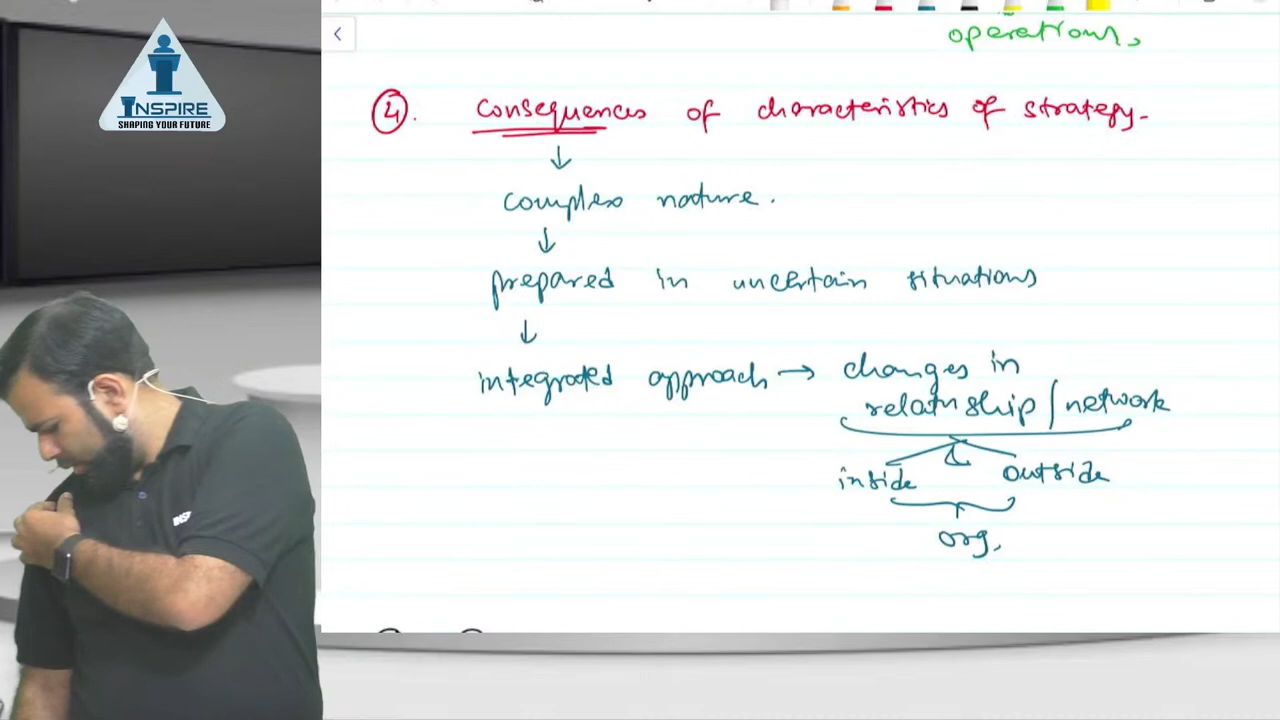 INSPIRE
SHAPING YOUR FUTURE
operations,
4. consequences of characteristics of strategy.
↓
complex nature.
↓
prepared in uncertain situations
↓
integrated approach → changes in
relatnship / network
inside & outside
org.